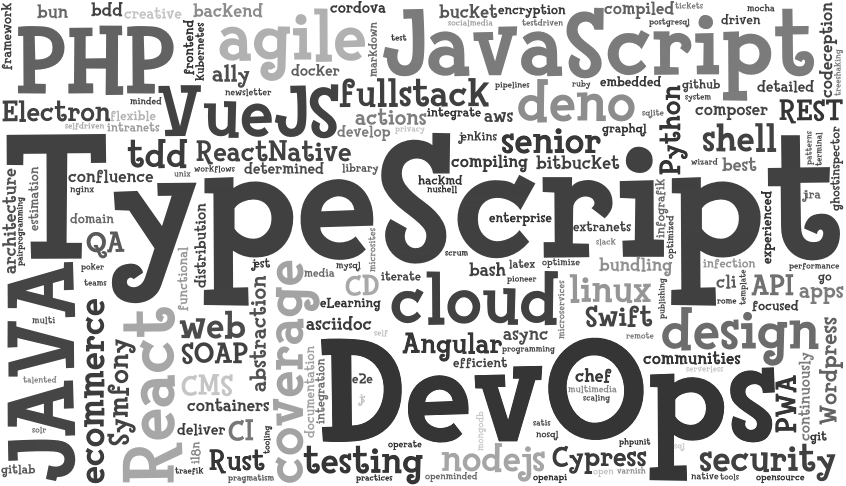 framework
bun
bdd
creative
backend
cordova
bucket
encryption
compiled
tickets
mocha
socialmedia
testdriven
postgresql
driven
PHP
frontend
Kubernetes
agile
markdown
test
JavaScript
codeception
treeshaking
ally
docker
newsletter
minded
Electron
flexible
selfdriven
intranets
VueJS
fullstack
actions
integrate
aws
develop
privacy
pipelines
ruby
embedded
github
system
detailed
deno
sqlite
graphql
Python
composer
REST
tdd
ReactNative
jenkins
senior
shell
patterns
terminal
ghostinspector
confluence
nginx
unix
workflows
determined
library
compiling
bitbucket
wizard
best
architecture
pairprogramming
estimation
TypeScript
hackmd
nushell
jira
domain
QA
distribution
enterprise
extranets
infografik
optimized
experienced
slack
microsites
scrum
poker
teams
functional
jest
media
mysql
CD
iterate
bash
latex
pioneer
optimize
bundling
infection
performance
JAVA
multi
ecommerce
React
abstraction
coverage
eLearning
cloud
microservices
linux
publishing
cli
rome
template
API
go
apps
focused
web
SOAP
asciidoc
self
async
Swift
remote
design
Angular
programming
Symfony
efficient
communities
serverless
Wordpress
talented
CMS
documentation
integration
e2e
js
DevOps
chef
multimedia
scaling
PWA
continuously
containers
solr
deliver
CI
tooling
satis
nosql
mongodb
git
phpunit
sql
operate
gitlab
i18n
traefik
Rust
pragmatism
testing
practices
openminded
nodejs
openapi
Cypress
open
varnish
security
native
tools
opensource